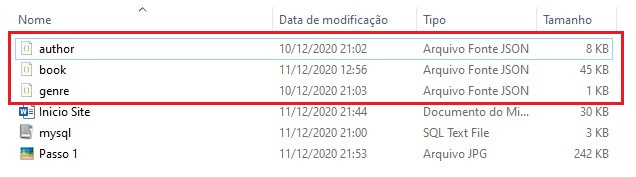 Nome Data de modificação Tipo Tamanho
author 10/12/2020 21:02 Arquivo Fonte JSON 8 KB
book 11/12/2020 12:56 Arquivo Fonte JSON 45 KB
genre 10/12/2020 21:03 Arquivo Fonte JSON 1 KB
Inicio Site 11/12/2020 21:44 Documento do Mi... 30 KB
mysql 11/12/2020 21:00 SQL Text File 3 KB
Passo 1 11/12/2020 21:53 Arquivo JPG 242 KB